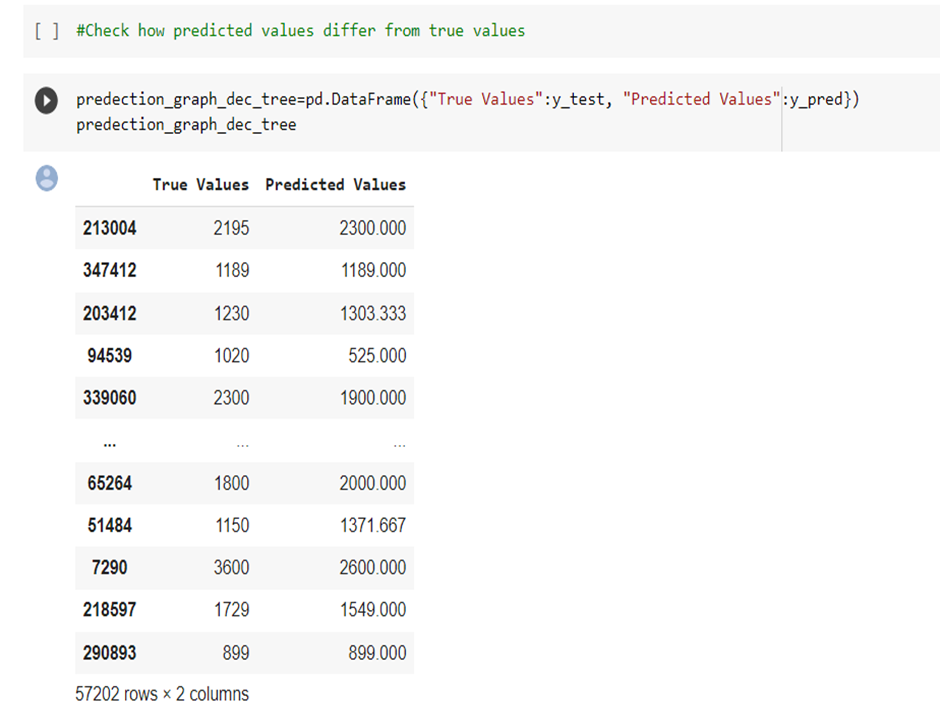 [ ] #Check how predicted values differ from true values
predection_graph_dec_tree=pd.DataFrame({"True Values":y_test, "Predicted Values":y_pred})
predection_graph_dec_tree
True Values Predicted Values
213004 2195 2300.000
347412 1189 1189.000
203412 1230 1303.333
94539 1020 525.000
339060 2300 1900.000
... ... ...
65264 1800 2000.000
51484 1150 1371.667
7290 3600 2600.000
218597 1729 1549.000
290893 899 899.000
57202 rows × 2 columns